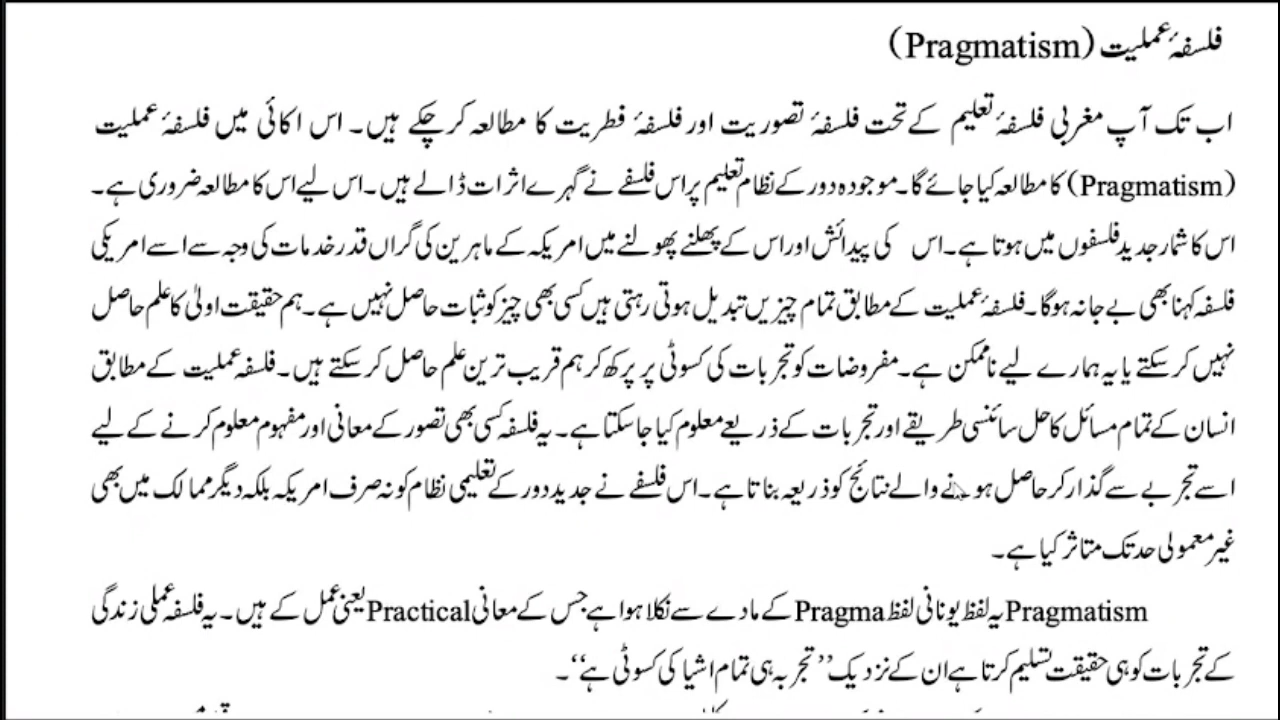 فلسفۂ عملیت (Pragmatism)
اب تک آپ مغربی فلسفۂ تعلیم کے تحت فلسفۂ تصوریت اور فلسفۂ فطریت کا مطالعہ کرچکے ہیں۔ اس اکائی میں فلسفۂ عملیت
(Pragmatism) کا مطالعہ کیا جائے گا۔ موجودہ دور کے نظام تعلیم پر اس فلسفے نے گہرے اثرات ڈالے ہیں۔ اس لیے اس کا مطالعہ ضروری ہے۔
اس کا شمار جدید فلسفوں میں ہوتا ہے۔ اس کی پیدائش اور اس کے پھلنے پھولنے میں امریکہ کے ماہرین کی گراں قدر خدمات کی وجہ سے اسے امریکی
فلسفہ کہنا بھی بے جا نہ ہوگا۔ فلسفۂ عملیت کے مطابق تمام چیزیں تبدیل ہوتی رہتی ہیں کسی بھی چیز کو ثبات حاصل نہیں ہے۔ ہم حقیقت اولیٰ کا علم حاصل
نہیں کرسکتے یا یہ ہمارے لیے ناممکن ہے۔ مفروضات کو تجربات کی کسوٹی پر پرکھ کر ہم قریب ترین علم حاصل کرسکتے ہیں۔ فلسفہ عملیت کے مطابق
انسان کے تمام مسائل کا حل سائنسی طریقے اور تجربات کے ذریعے معلوم کیا جاسکتا ہے۔ یہ فلسفہ کسی بھی تصور کے معانی اور مفہوم معلوم کرنے کے لیے
اسے تجربے سے گذار کر حاصل ہونے والے نتائج کو ذریعہ بناتا ہے۔ اس فلسفے نے جدید دور کے تعلیمی نظام کو نہ صرف امریکہ بلکہ دیگر ممالک میں بھی
غیر معمولی حد تک متاثر کیا ہے۔
Pragmatism یہ لفظ یونانی لفظ Pragma کے مادے سے نکلا ہوا ہے جس کے معانی Practical یعنی عمل کے ہیں۔ یہ فلسفہ عملی زندگی
کے تجربات کو ہی حقیقت تسلیم کرتا ہے ان کے نزدیک ’’تجربہ ہی تمام اشیا کی کسوٹی ہے‘‘۔